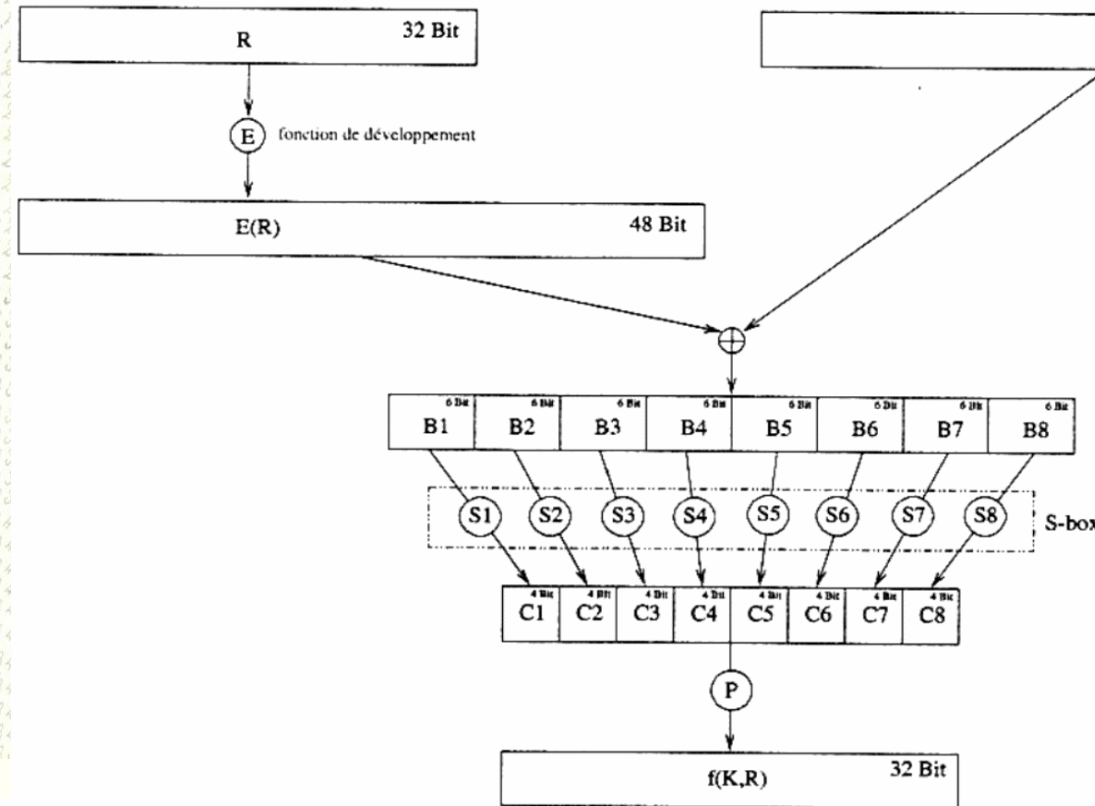 R 32 Bit
E fonction de développement
E(R) 48 Bit
6 Bit 6 Bit 6 Bit 6 Bit 6 Bit 6 Bit 6 Bit 6 Bit
B1 B2 B3 B4 B5 B6 B7 B8
S1 S2 S3 S4 S5 S6 S7 S8 S-box
4 Bit 4 Bit 4 Bit 4 Bit 4 Bit 4 Bit 4 Bit 4 Bit
C1 C2 C3 C4 C5 C6 C7 C8
P
f(K,R) 32 Bit